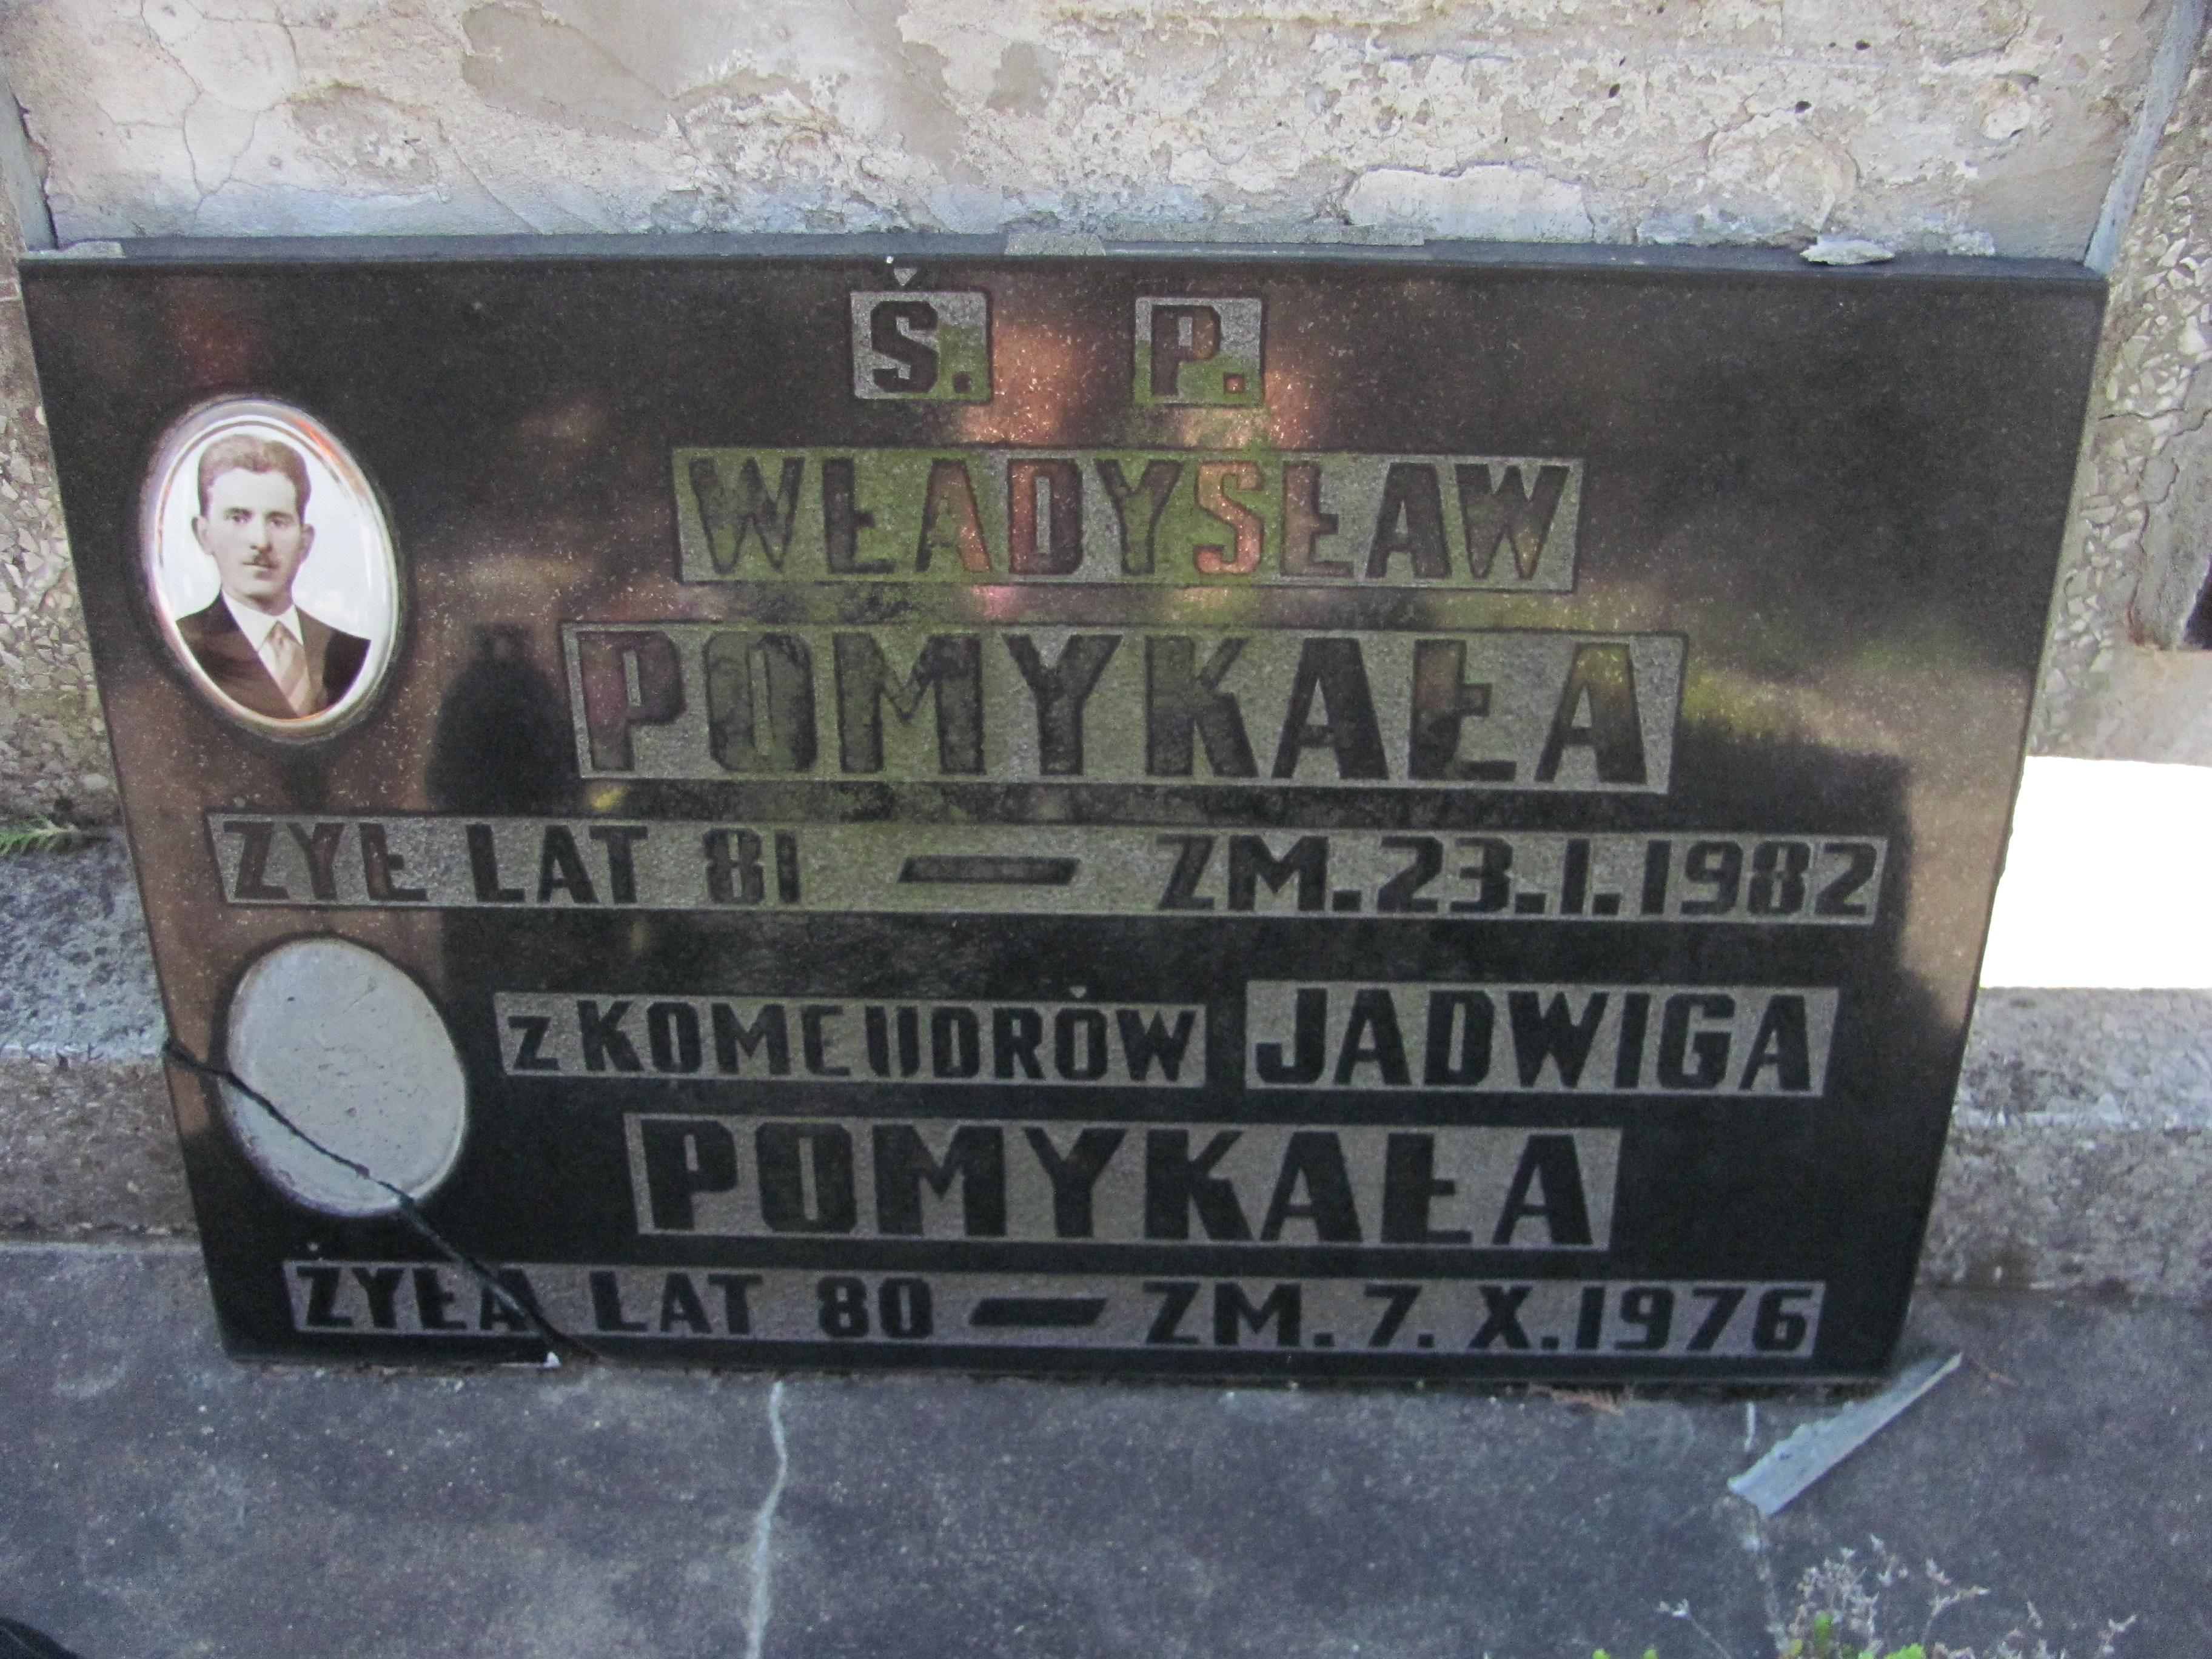 Ś. P.
WŁADYSŁAW
POMYKAŁA
ŻYŁ LAT 81 — ZM. 23.I.1982
z KOMEUDRÓW JADWIGA
POMYKAŁA
ŻYŁA LAT 80 — ZM. 7. X. 1976